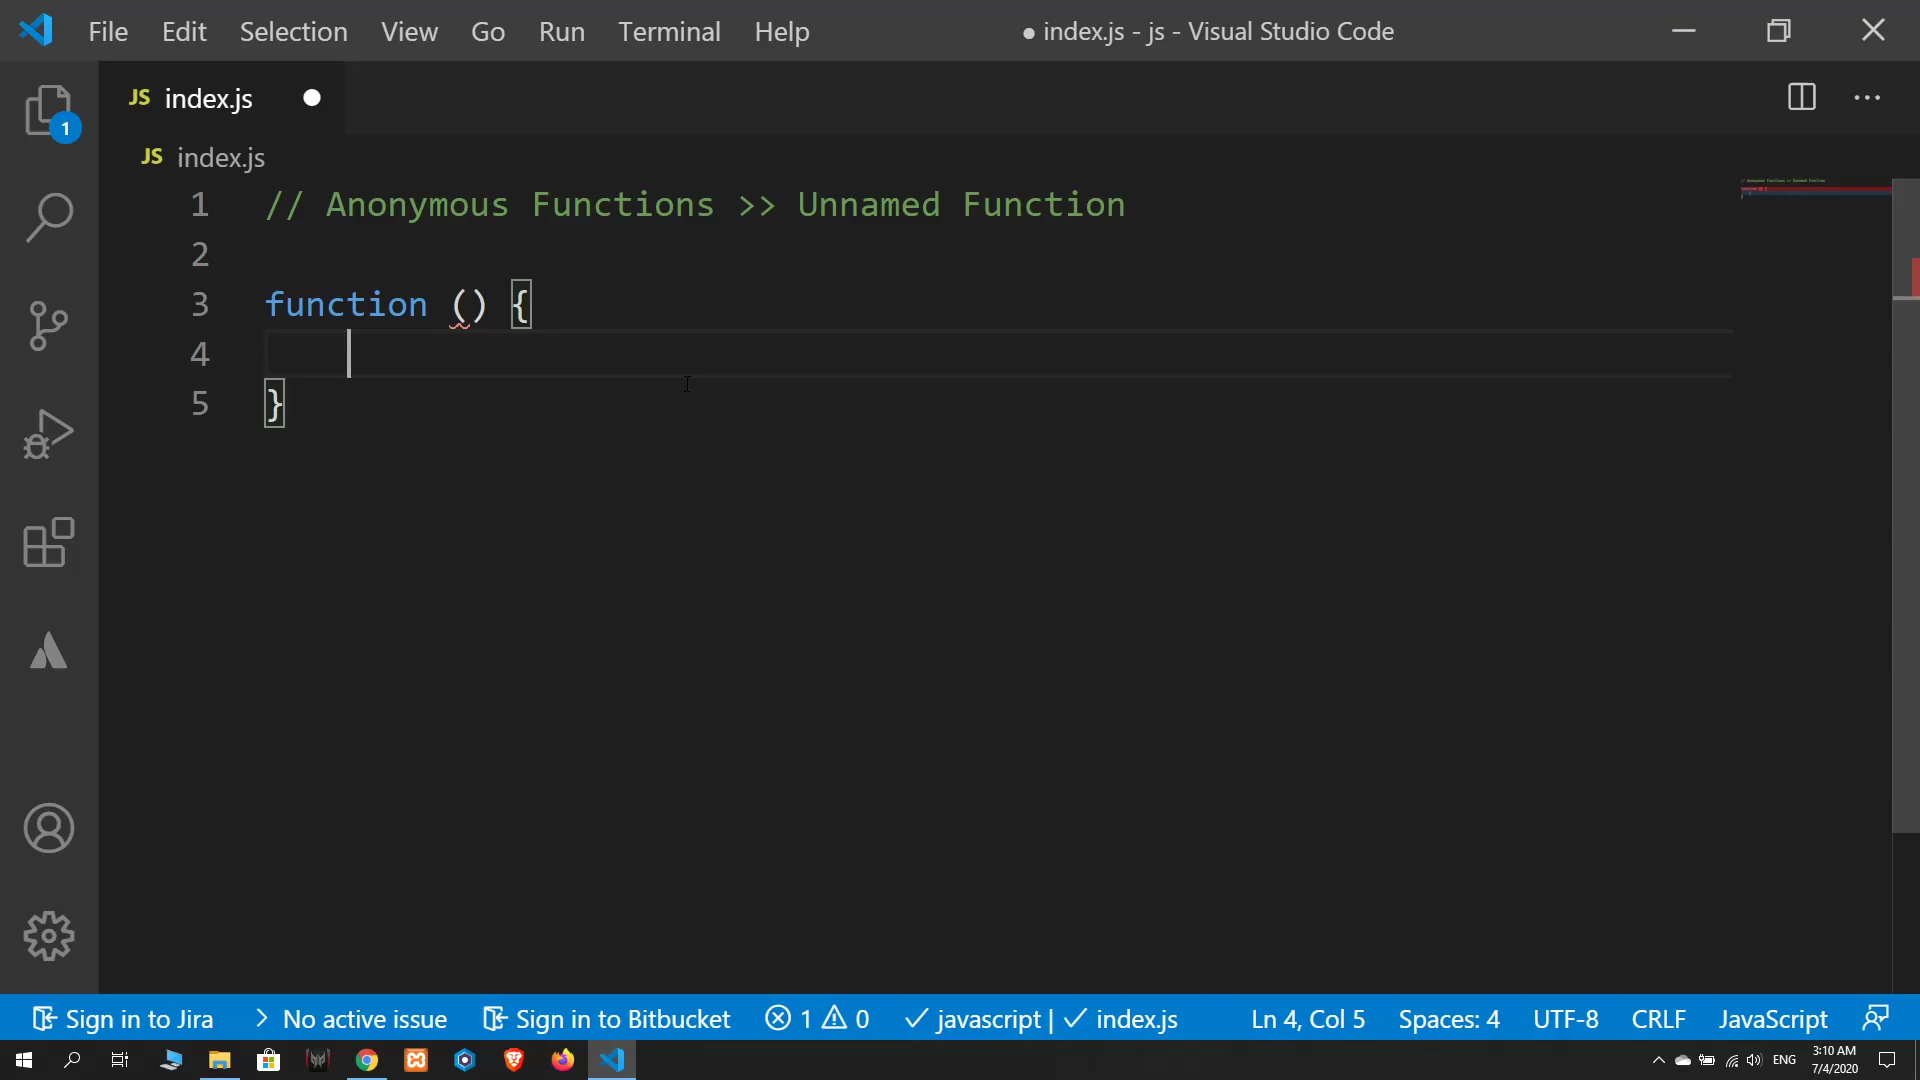 File Edit Selection View Go Run Terminal Help ● index.js - js - Visual Studio Code
JS index.js
JS index.js
1 // Anonymous Functions >> Unnamed Function
2
3 function () {
4
5 }
1
Sign in to Jira No active issue Sign in to Bitbucket 1 0 javascript | index.js Ln 4, Col 5 Spaces: 4 UTF-8 CRLF JavaScript
ENG 3:10 AM
7/4/2020